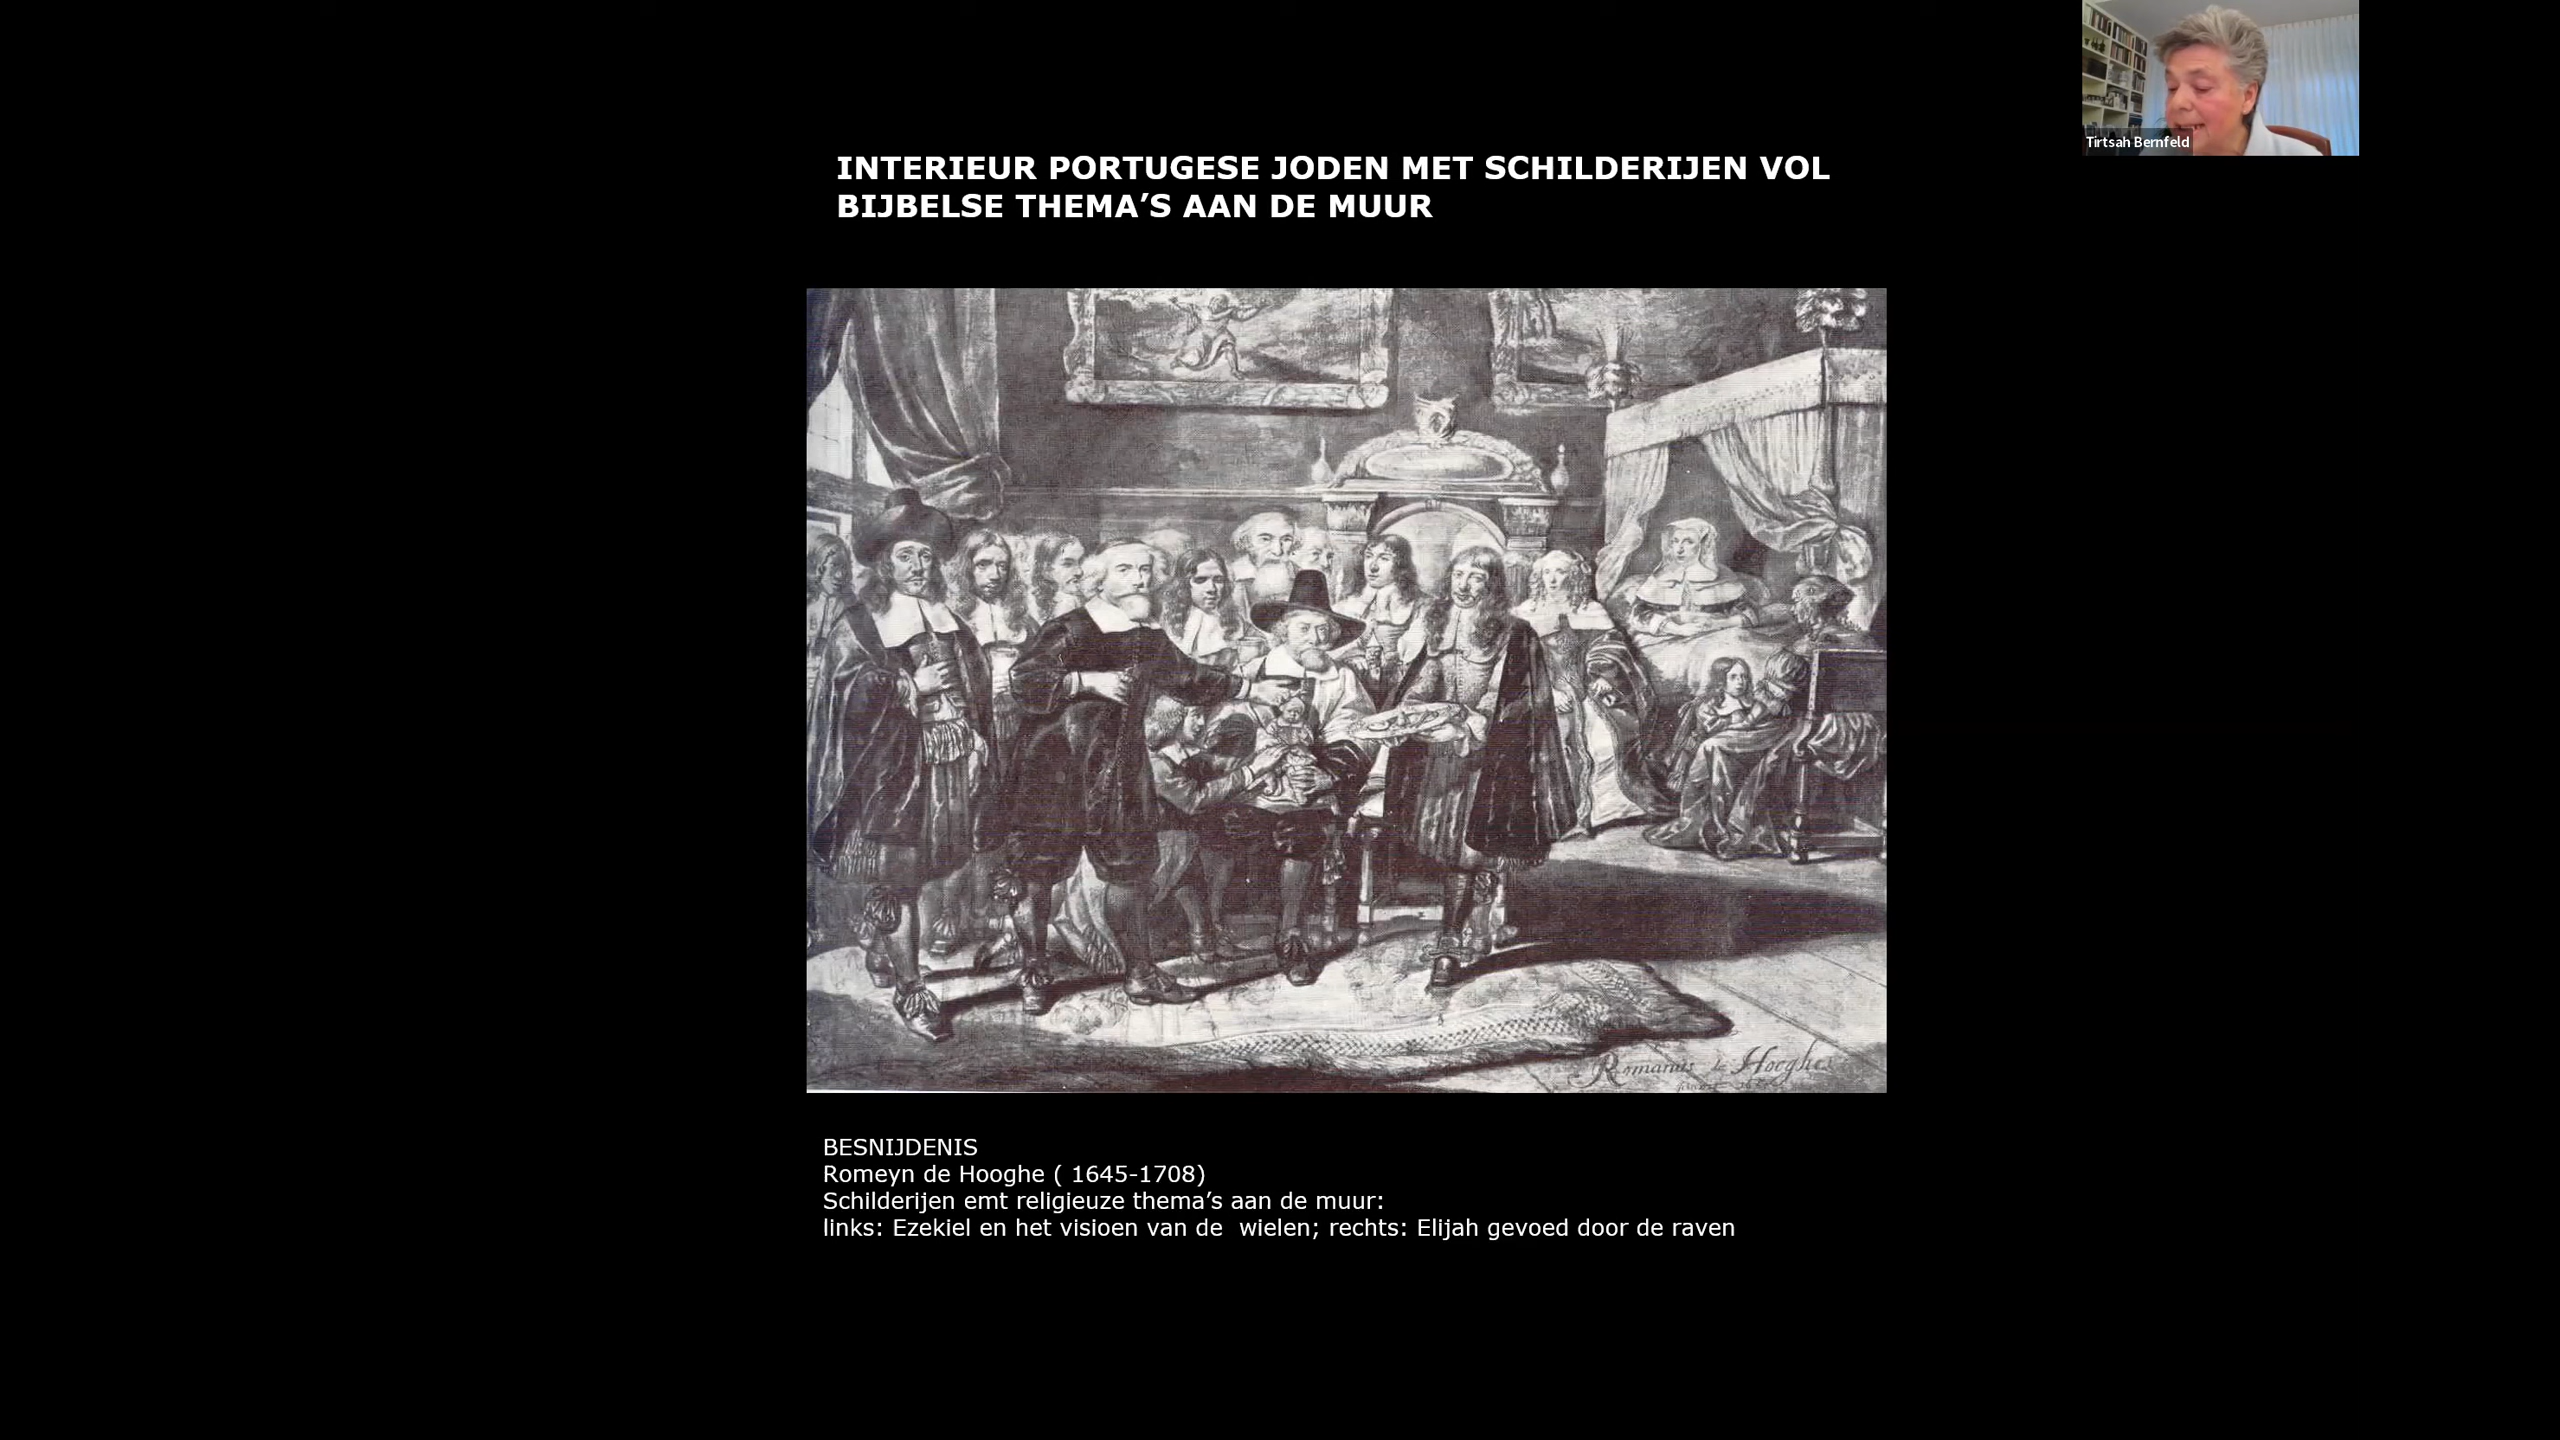 Tirtsah Bernfeld
INTERIEUR PORTUGESE JODEN MET SCHILDERIJEN VOL
BIJBELSE THEMA’S AAN DE MUUR
Romanus de Hooghe
BESNIJDENIS
Romeyn de Hooghe ( 1645-1708)
Schilderijen emt religieuze thema’s aan de muur:
links: Ezekiel en het visioen van de  wielen; rechts: Elijah gevoed door de raven